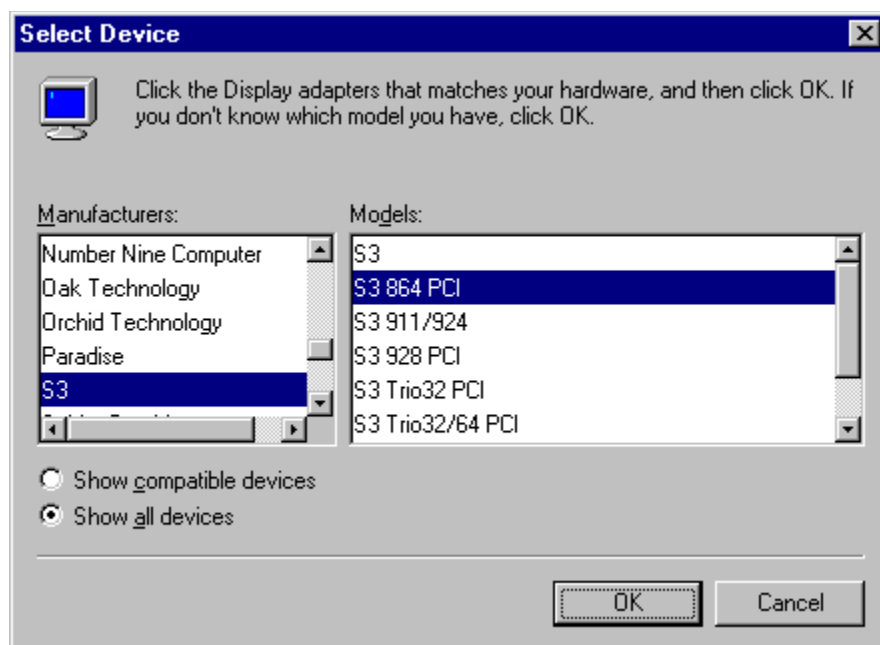 Select Device
Click the Display adapters that matches your hardware, and then click OK. If
you don't know which model you have, click OK.
Manufacturers:
Number Nine Computer
Oak Technology
Orchid Technology
Paradise
S3
Models:
S3
S3 864 PCI
S3 911/924
S3 928 PCI
S3 Trio32 PCI
S3 Trio32/64 PCI
Show compatible devices
Show all devices
OK
Cancel